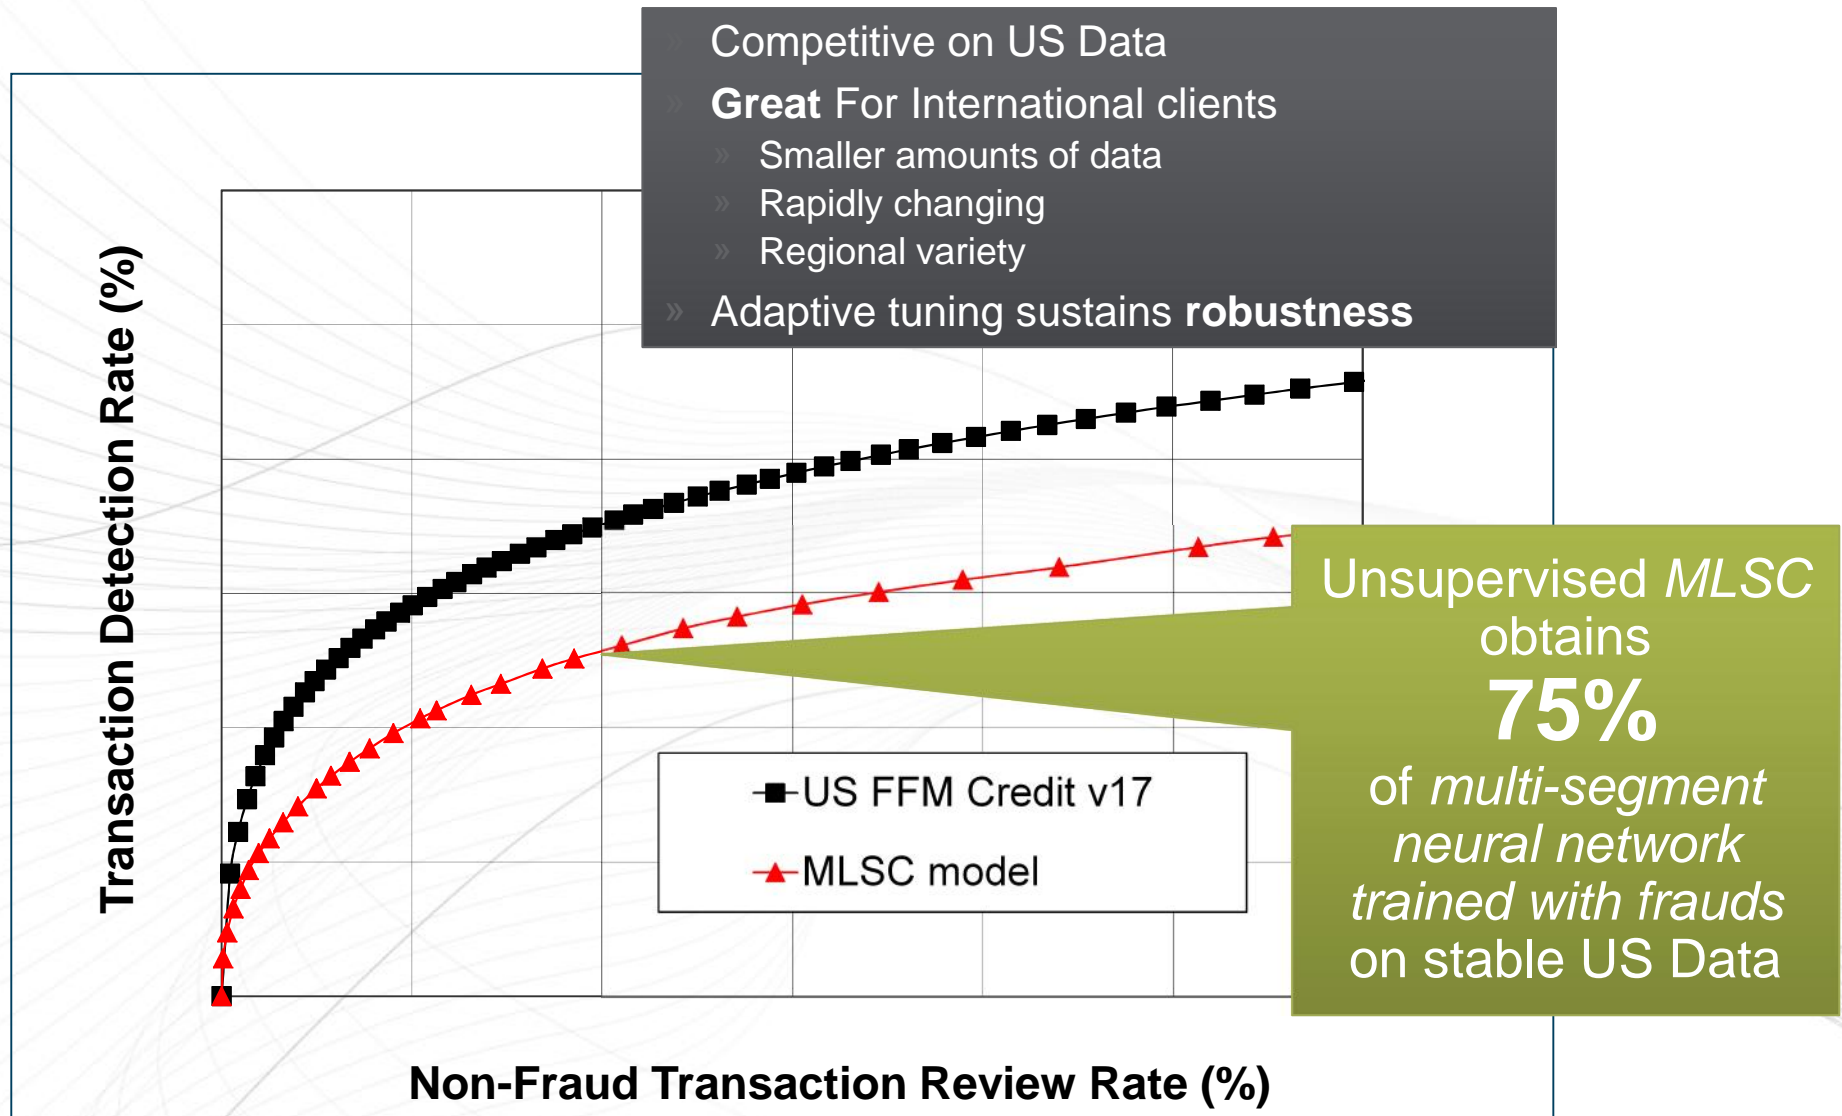 » Competitive on US Data
» Great For International clients
» Smaller amounts of data
» Rapidly changing
» Regional variety
» Adaptive tuning sustains robustness
Transaction Detection Rate (%)
US FFM Credit v17
MLSC model
Unsupervised MLSC
obtains
75%
of multi-segment
neural network
trained with frauds
on stable US Data
Non-Fraud Transaction Review Rate (%)